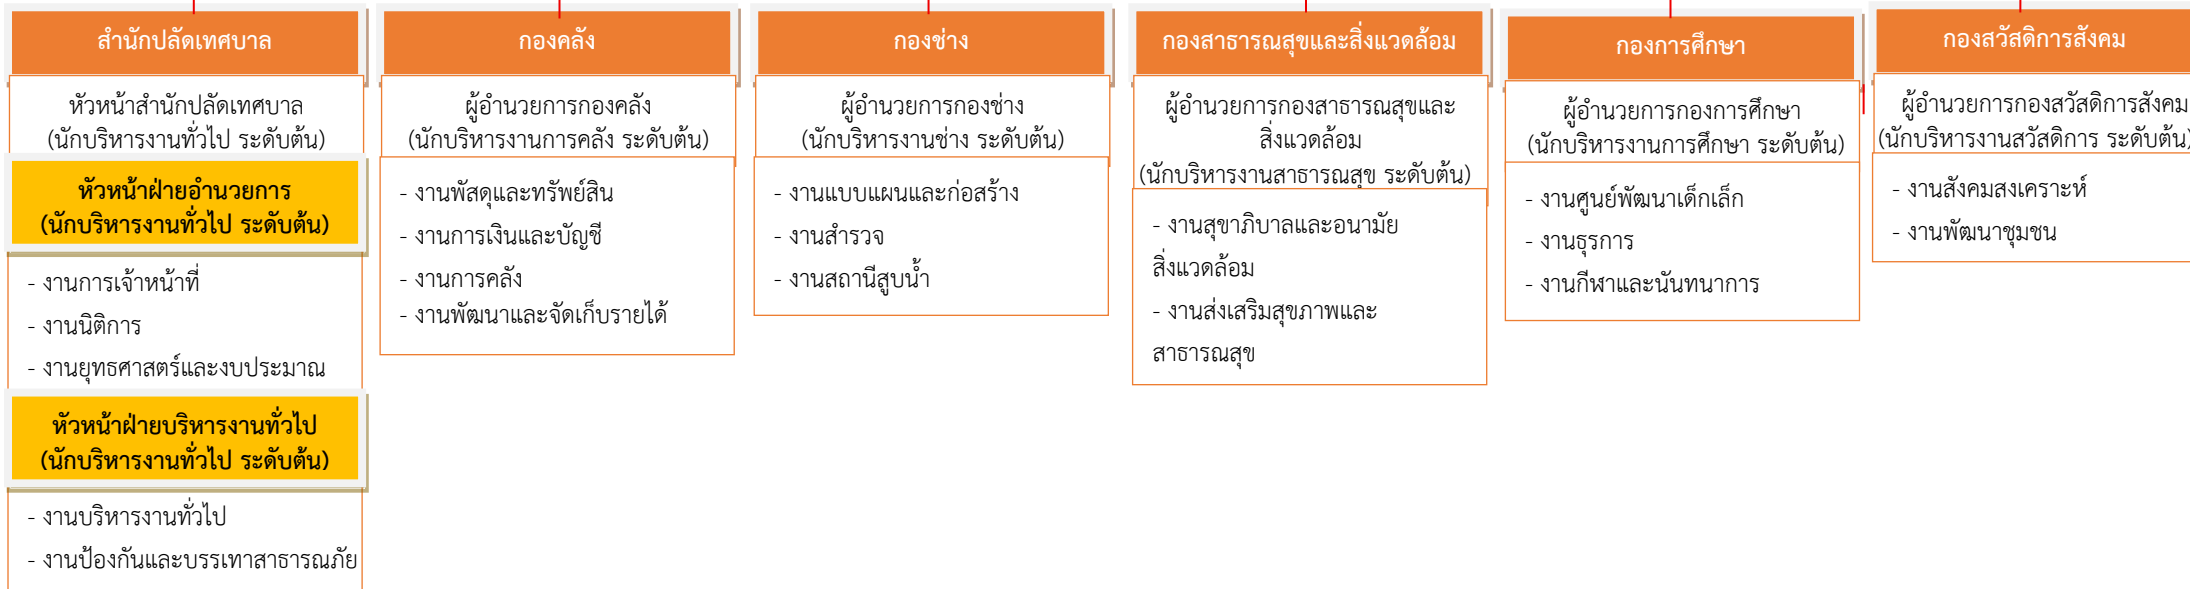 สำนักปลัดเทศบาล
หัวหน้าสำนักปลัดเทศบาล
(นักบริหารงานทั่วไป ระดับต้น)
หัวหน้าฝ่ายอำนวยการ
(นักบริหารงานทั่วไป ระดับต้น)
- งานการเจ้าหน้าที่
- งานนิติการ
- งานยุทธศาสตร์และงบประมาณ
หัวหน้าฝ่ายบริหารงานทั่วไป
(นักบริหารงานทั่วไป ระดับต้น)
- งานบริหารงานทั่วไป
- งานป้องกันและบรรเทาสาธารณภัย
กองคลัง
ผู้อำนวยการกองคลัง
(นักบริหารงานการคลัง ระดับต้น)
- งานพัสดุและทรัพย์สิน
- งานการเงินและบัญชี
- งานการคลัง
- งานพัฒนาและจัดเก็บรายได้
กองช่าง
ผู้อำนวยการกองช่าง
(นักบริหารงานช่าง ระดับต้น)
- งานแบบแผนและก่อสร้าง
- งานสำรวจ
- งานสถานีสูบน้ำ
กองสาธารณสุขและสิ่งแวดล้อม
ผู้อำนวยการกองสาธารณสุขและ
สิ่งแวดล้อม
(นักบริหารงานสาธารณสุข ระดับต้น)
- งานสุขาภิบาลและอนามัย
สิ่งแวดล้อม
- งานส่งเสริมสุขภาพและ
สาธารณสุข
กองการศึกษา
ผู้อำนวยการกองการศึกษา
(นักบริหารงานการศึกษา ระดับต้น)
- งานศูนย์พัฒนาเด็กเล็ก
- งานธุรการ
- งานกีฬาและนันทนาการ
กองสวัสดิการสังคม
ผู้อำนวยการกองสวัสดิการสังคม
(นักบริหารงานสวัสดิการ ระดับต้น)
- งานสังคมสงเคราะห์
- งานพัฒนาชุมชน